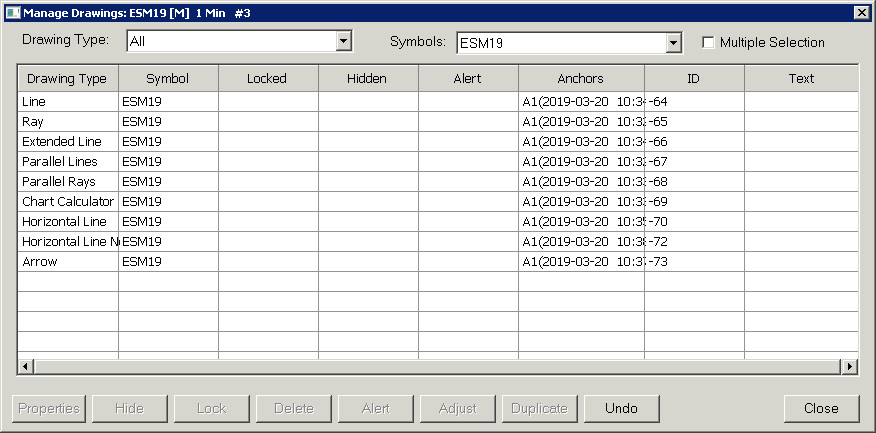 Manage Drawings: ESM19 [M] 1 Min #3
Drawing Type: All Symbols: ESM19 Multiple Selection
Drawing Type Symbol Locked Hidden Alert Anchors ID Text
Line ESM19 A1(2019-03-20 10:3 -64
Ray ESM19 A1(2019-03-20 10:3 -65
Extended Line ESM19 A1(2019-03-20 10:3 -66
Parallel Lines ESM19 A1(2019-03-20 10:3 -67
Parallel Rays ESM19 A1(2019-03-20 10:3 -68
Chart Calculator ESM19 A1(2019-03-20 10:3 -69
Horizontal Line ESM19 A1(2019-03-20 10:3 -70
Horizontal Line N ESM19 A1(2019-03-20 10:3 -72
Arrow ESM19 A1(2019-03-20 10:3 -73
Properties Hide Lock Delete Alert Adjust Duplicate Undo Close